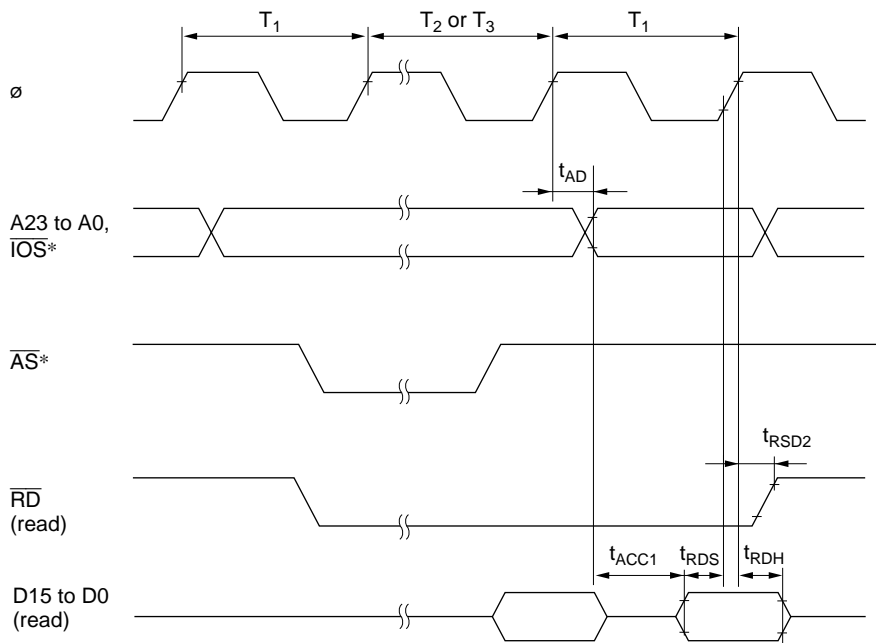 T1 T2 or T3 T1
ø
tAD
A23 to A0,
IOS*
AS*
tRSD2
RD
(read)
tACC1 tRDS tRDH
D15 to D0
(read)